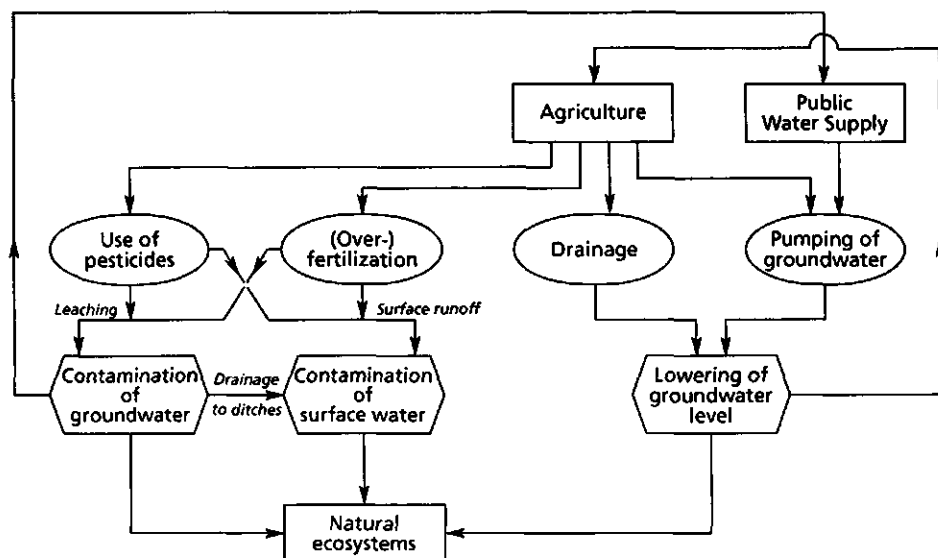 Agriculture
Public
Water Supply
Use of
pesticides
(Over-)
fertilization
Drainage
Pumping of
groundwater
Leaching
Surface runoff
Contamination
of
groundwater
Drainage
to ditches
Contamination
of
surface water
Lowering of
groundwater
level
Natural
ecosystems